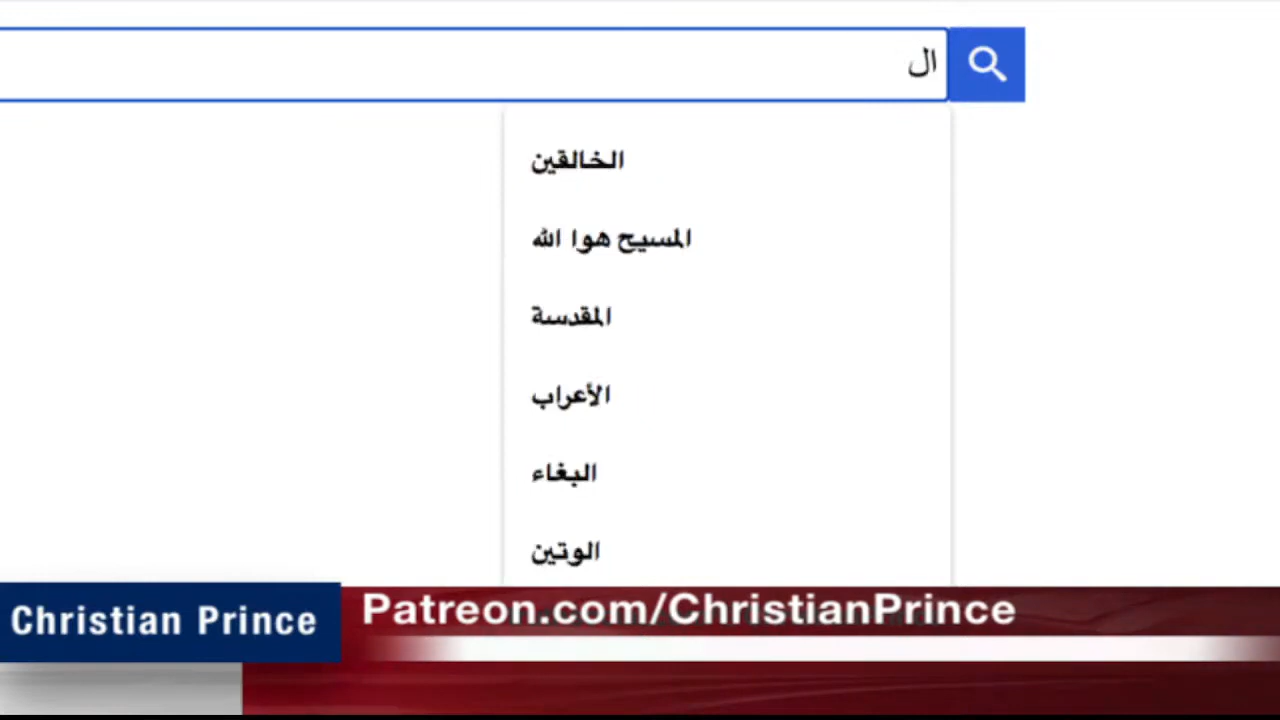 ال
الخالقين
المسيح هوا الله
المقدسة
الأعراب
البغاء
الوتين
Christian Prince
Patreon.com/ChristianPrince